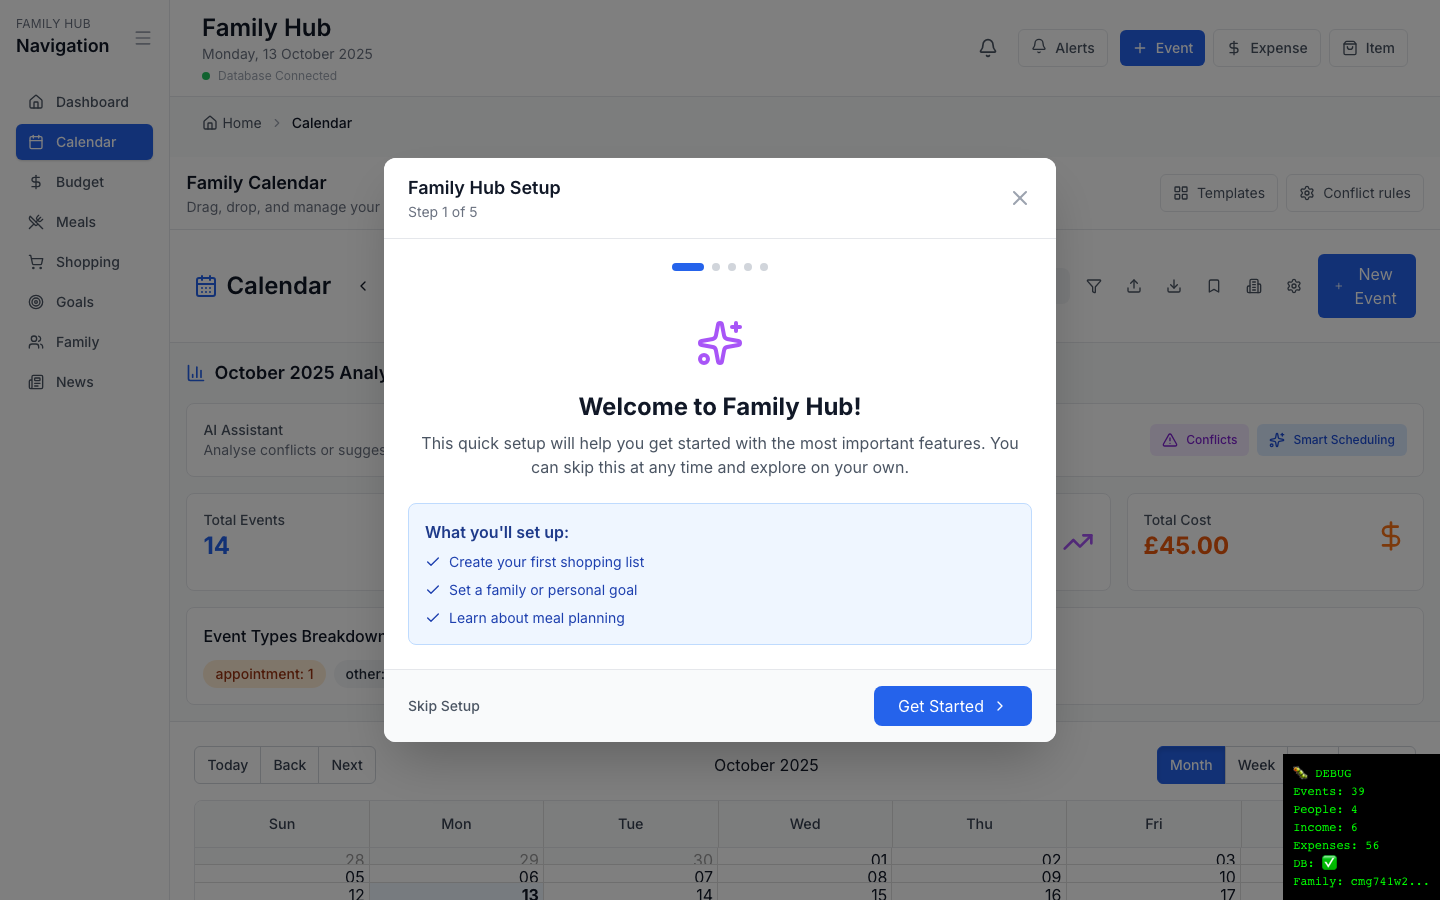 FAMILY HUB
Navigation
Dashboard
Calendar
Budget
Meals
Shopping
Goals
Family
News
Family Hub
Monday, 13 October 2025
Database Connected
Alerts
Event
Expense
Item
Home
Calendar
Family Calendar
Drag, drop, and manage your
Templates
Conflict rules
Calendar
New Event
October 2025 Analy
AI Assistant
Analyse conflicts or sugges
Conflicts
Smart Scheduling
Total Events
14
Total Cost
£45.00
Event Types Breakdown
appointment: 1
other:
Family Hub Setup
Step 1 of 5
Welcome to Family Hub!
This quick setup will help you get started with the most important features. You
can skip this at any time and explore on your own.
What you'll set up:
Create your first shopping list
Set a family or personal goal
Learn about meal planning
Skip Setup
Get Started
Today
Back
Next
October 2025
Month
Week
Sun
Mon
Tue
Wed
Thu
Fri
28
29
30
01
02
03
05
06
07
08
09
10
12
13
14
15
16
17
DEBUG
Events: 39
People: 4
Income: 6
Expenses: 56
DB: ✅
Family: cmg741w2...